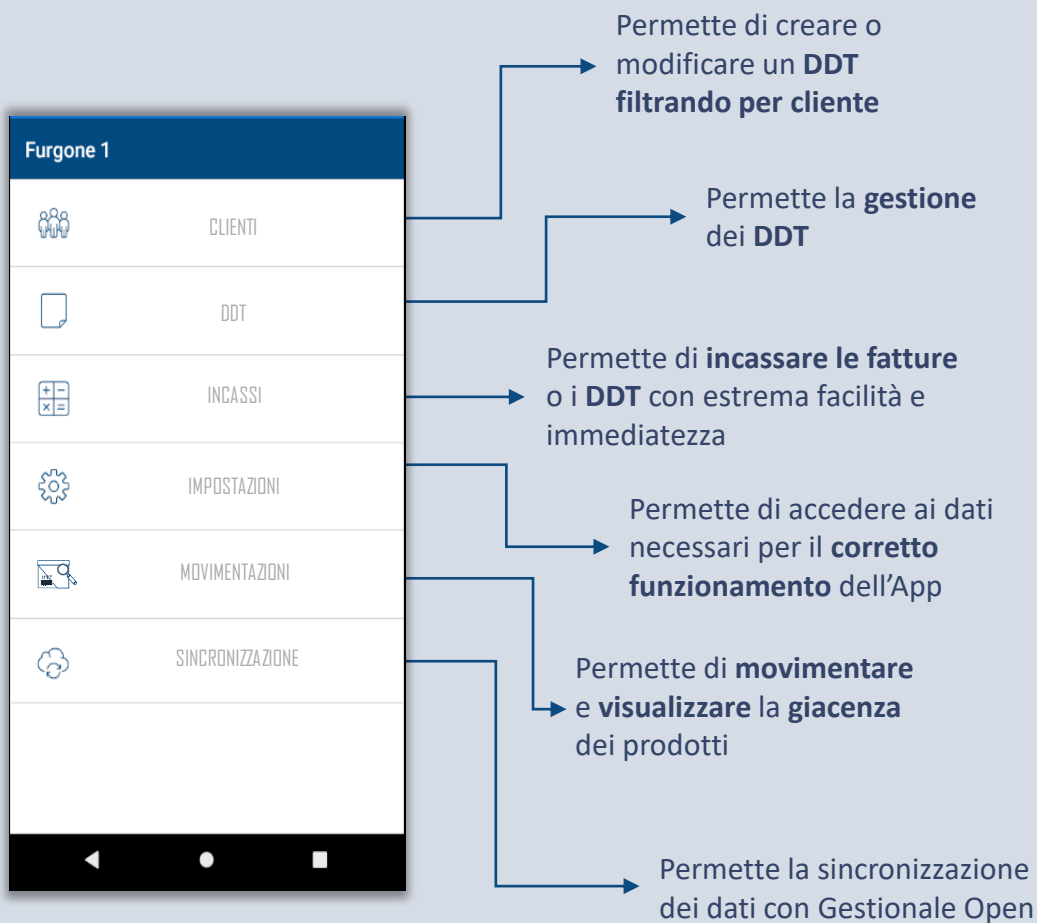 Permette di creare o
modificare un DDT
filtrando per cliente
Furgone 1
CLIENTI
Permette la gestione
dei DDT
DDT
Permette di incassare le fatture
o i DDT con estrema facilità e
immediatezza
INCASSI
IMPOSTAZIONI
Permette di accedere ai dati
necessari per il corretto
funzionamento dell’App
MOVIMENTAZIONI
Permette di movimentare
e visualizzare la giacenza
dei prodotti
SINCRONIZZAZIONE
Permette la sincronizzazione
dei dati con Gestionale Open